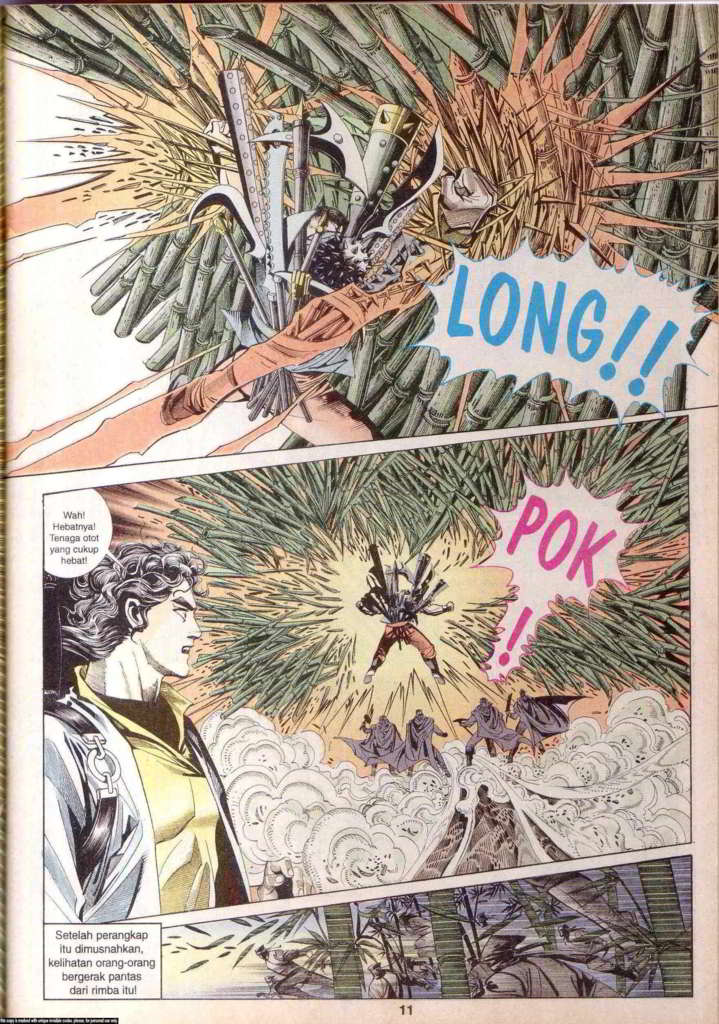 LONG!!
Wah!
Hebatnya!
Tenaga otot
yang cukup
hebat!
POK
!
Setelah perangkap
itu dimusnahkan,
kelihatan orang-orang
bergerak pantas
dari rimba itu!
11